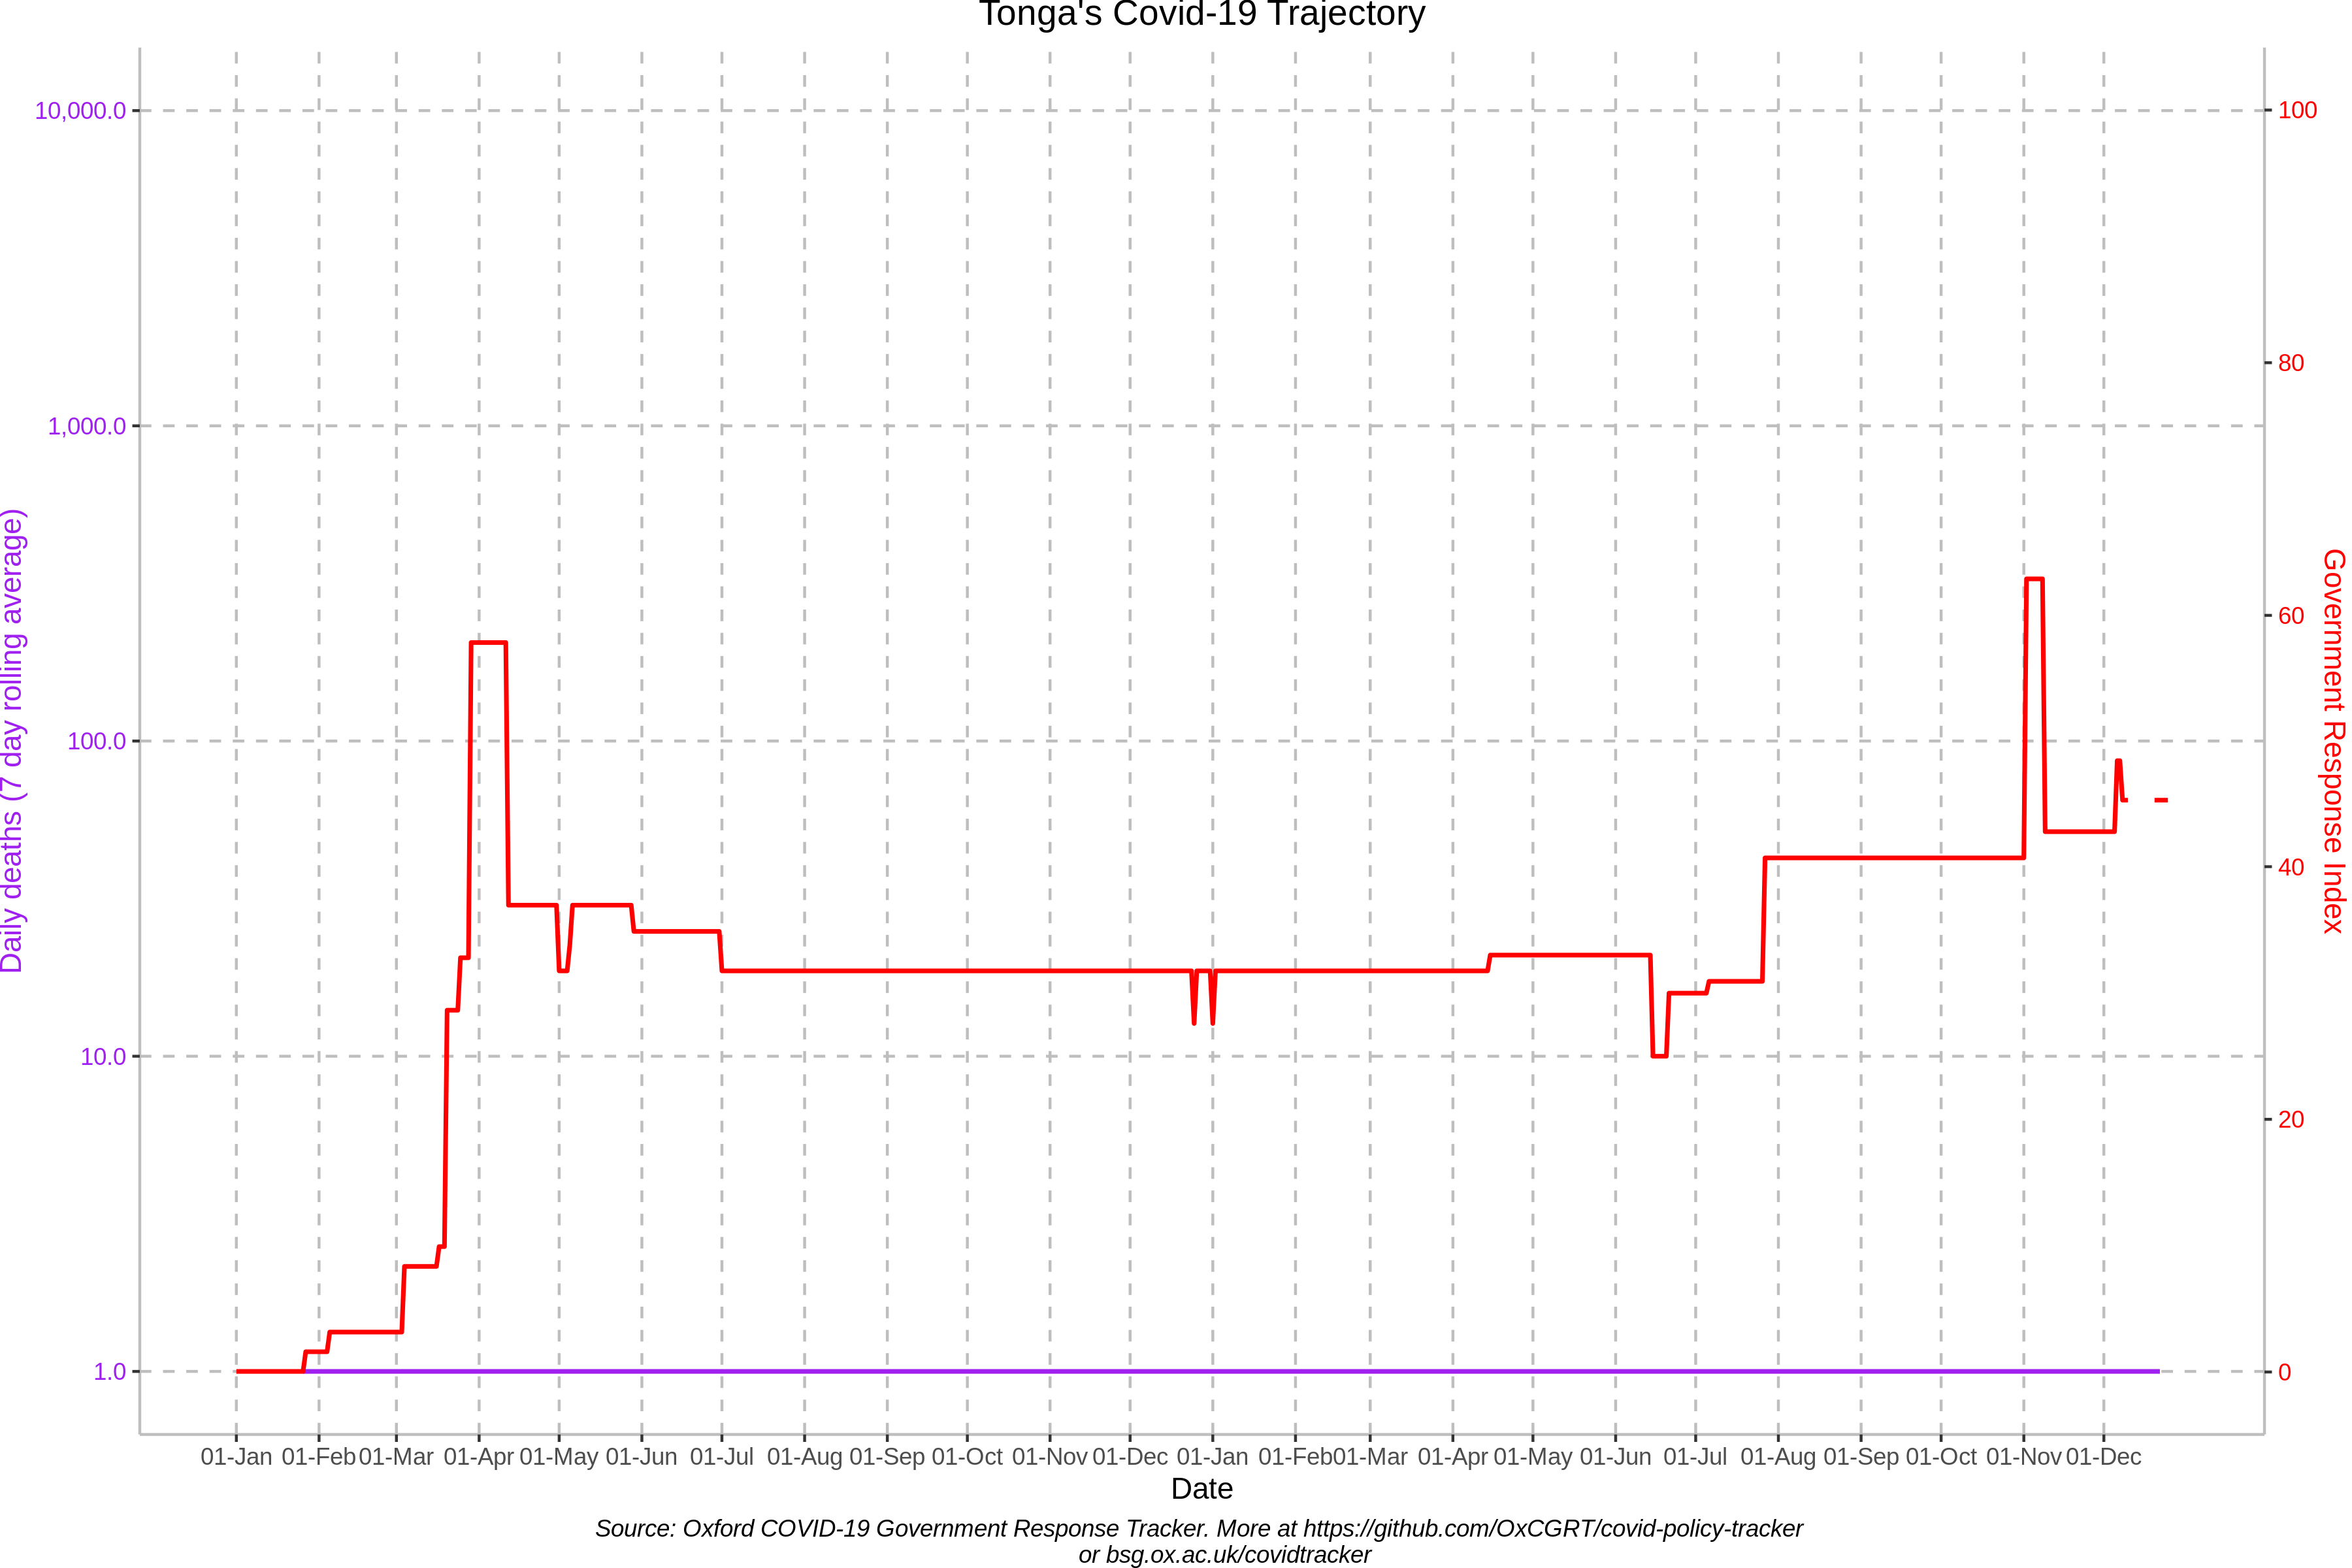 Tonga's Covid-19 Trajectory
Daily deaths (7 day rolling average)
10,000.0
1,000.0
100.0
10.0
1.0
100
80
60
40
20
0
Government Response Index
01-Jan 01-Feb 01-Mar 01-Apr 01-May 01-Jun 01-Jul 01-Aug 01-Sep 01-Oct 01-Nov 01-Dec 01-Jan 01-Feb 01-Mar 01-Apr 01-May 01-Jun 01-Jul 01-Aug 01-Sep 01-Oct 01-Nov 01-Dec
Date
Source: Oxford COVID-19 Government Response Tracker. More at https://github.com/OxCGRT/covid-policy-tracker
or bsg.ox.ac.uk/covidtracker